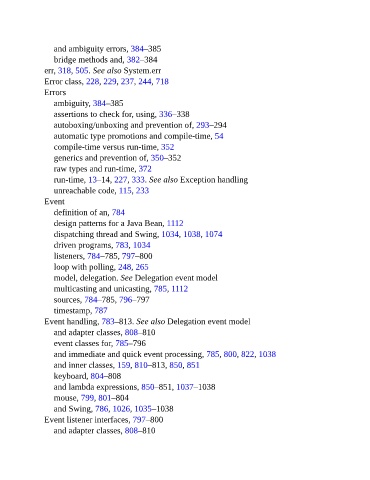 and ambiguity errors, 384–385
bridge methods and, 382–384
err, 318, 505. See also System.err
Error class, 228, 229, 237, 244, 718
Errors
ambiguity, 384–385
assertions to check for, using, 336–338
autoboxing/unboxing and prevention of, 293–294
automatic type promotions and compile-time, 54
compile-time versus run-time, 352
generics and prevention of, 350–352
raw types and run-time, 372
run-time, 13–14, 227, 333. See also Exception handling
unreachable code, 115, 233
Event
definition of an, 784
design patterns for a Java Bean, 1112
dispatching thread and Swing, 1034, 1038, 1074
driven programs, 783, 1034
listeners, 784–785, 797–800
loop with polling, 248, 265
model, delegation. See Delegation event model
multicasting and unicasting, 785, 1112
sources, 784–785, 796–797
timestamp, 787
Event handling, 783–813. See also Delegation event model
and adapter classes, 808–810
event classes for, 785–796
and immediate and quick event processing, 785, 800, 822, 1038
and inner classes, 159, 810–813, 850, 851
keyboard, 804–808
and lambda expressions, 850–851, 1037–1038
mouse, 799, 801–804
and Swing, 786, 1026, 1035–1038
Event listener interfaces, 797–800
and adapter classes, 808–810